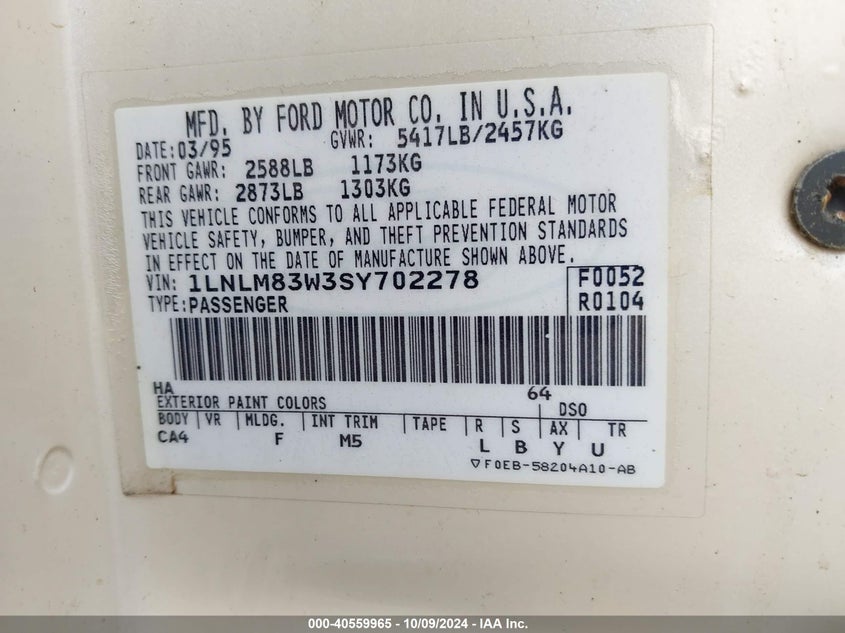 MFD. BY FORD MOTOR CO. IN U.S.A.
DATE:03/95 GVWR: 5417LB/2457KG
FRONT GAWR: 2588LB 1173KG
REAR GAWR: 2873LB 1303KG
THIS VEHICLE CONFORMS TO ALL APPLICABLE FEDERAL MOTOR
VEHICLE SAFETY, BUMPER, AND THEFT PREVENTION STANDARDS
IN EFFECT ON THE DATE OF MANUFACTURE SHOWN ABOVE.
VIN: 1LNLM83W3SY702278 F0052
TYPE:PASSENGER R0104
HA 64
EXTERIOR PAINT COLORS DSO
BODY VR MLDG. INT TRIM TAPE R S AX TR
CA4 F M5 L B Y U
▽F0EB-58204A10-AB
000-40559965 - 10/09/2024 - IAA Inc.